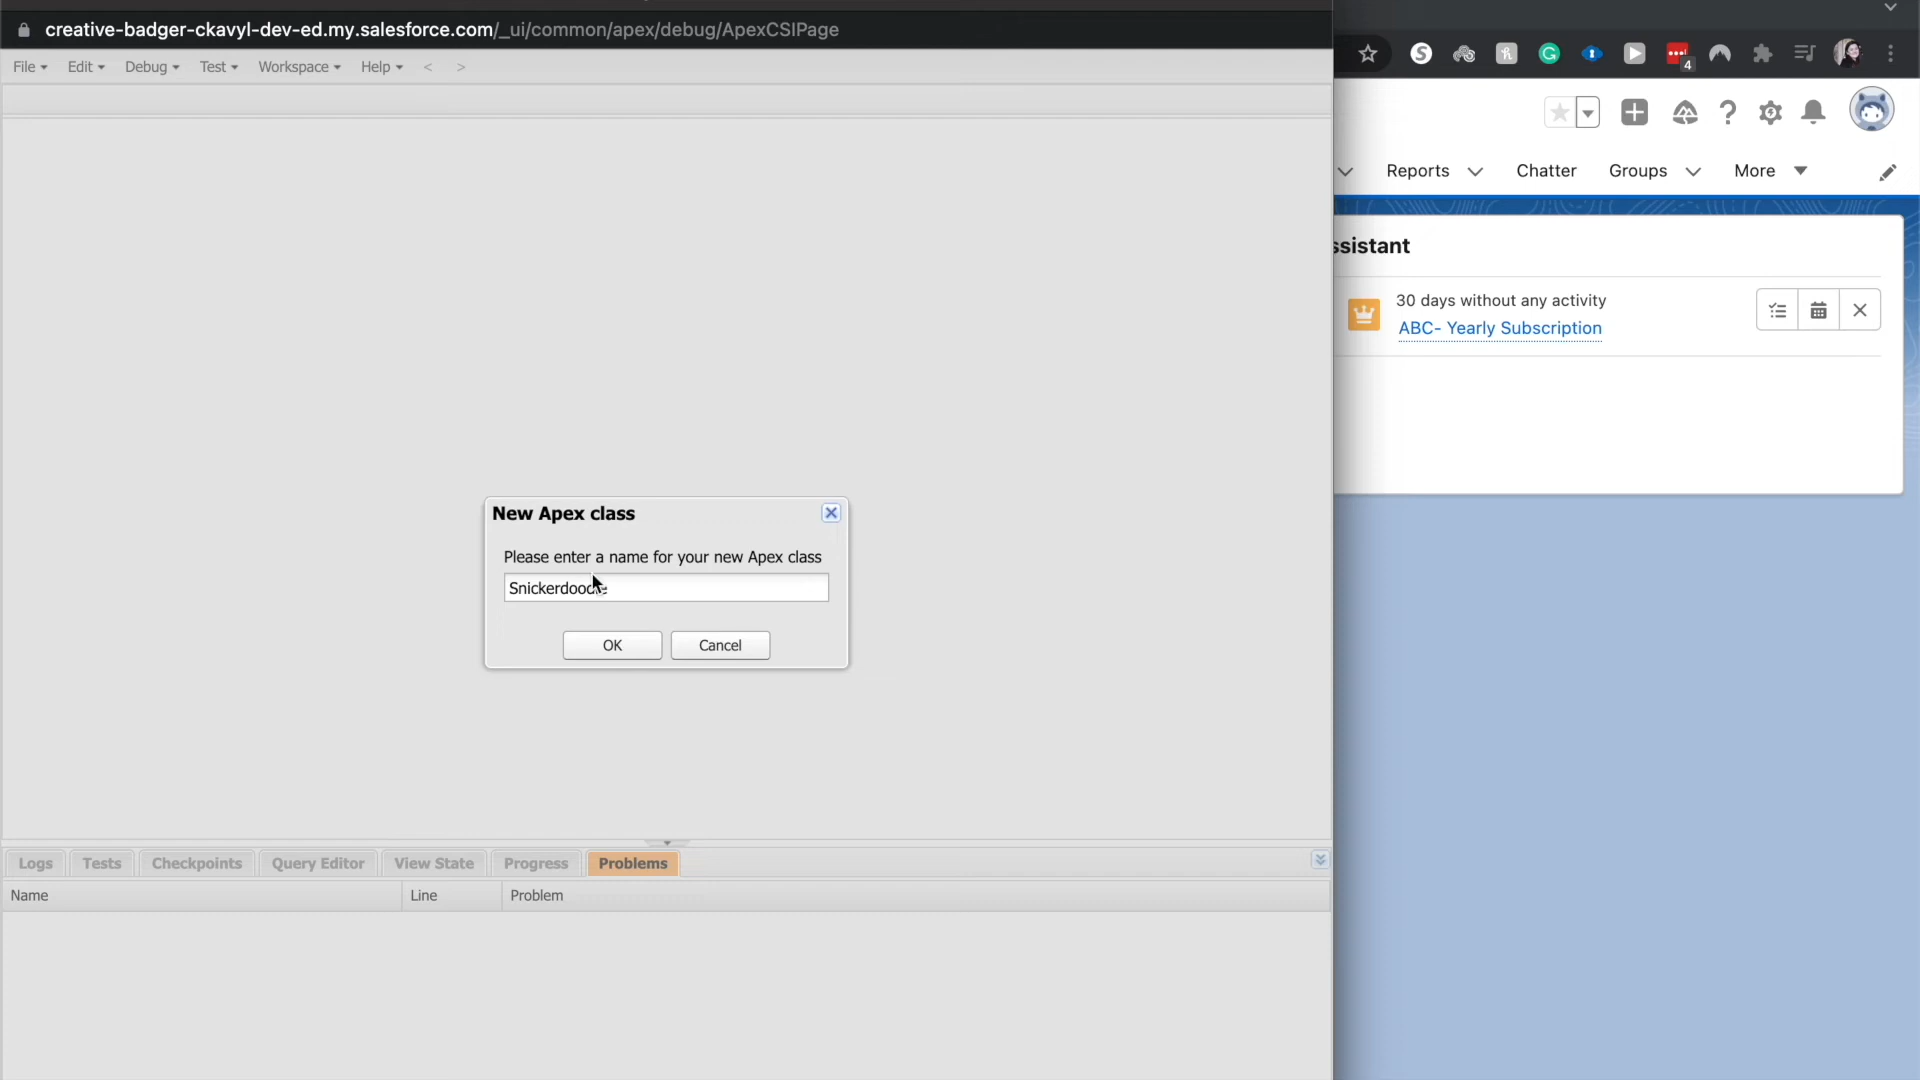 creative-badger-ckavyl-dev-ed.my.salesforce.com/_ui/common/apex/debug/ApexCSIPage
File Edit Debug Test Workspace Help < >
4
Reports Chatter Groups More
ssistant
30 days without any activity
ABC- Yearly Subscription
New Apex class
Please enter a name for your new Apex class
OK Cancel
Logs Tests Checkpoints Query Editor View State Progress Problems
Name Line Problem